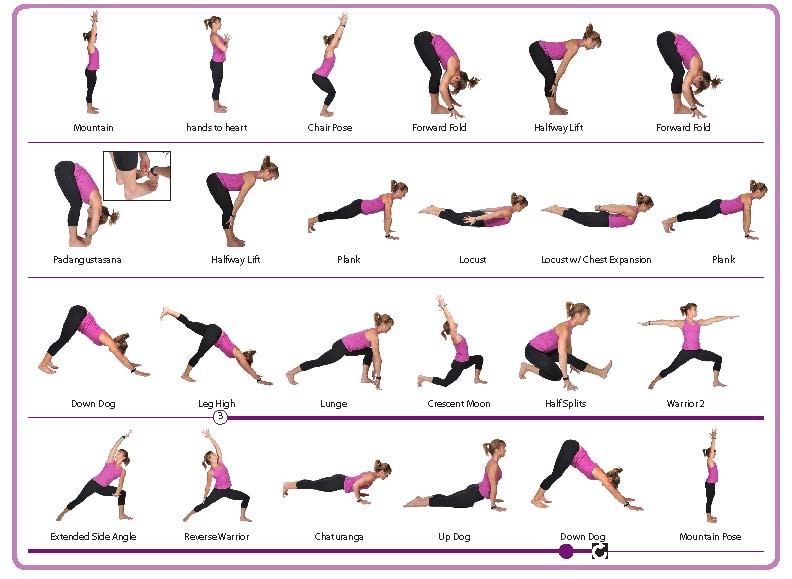 Mountain
hands to heart
Chair Pose
Forward Fold
Halfway Lift
Forward Fold
Padangustasana
Halfway Lift
Plank
Locust
Locust w/ Chest Expansion
Plank
Down Dog
Leg High
Lunge
Crescent Moon
Half Splits
Warrior 2
3
Extended Side Angle
Reverse Warrior
Chaturanga
Up Dog
Down Dog
Mountain Pose